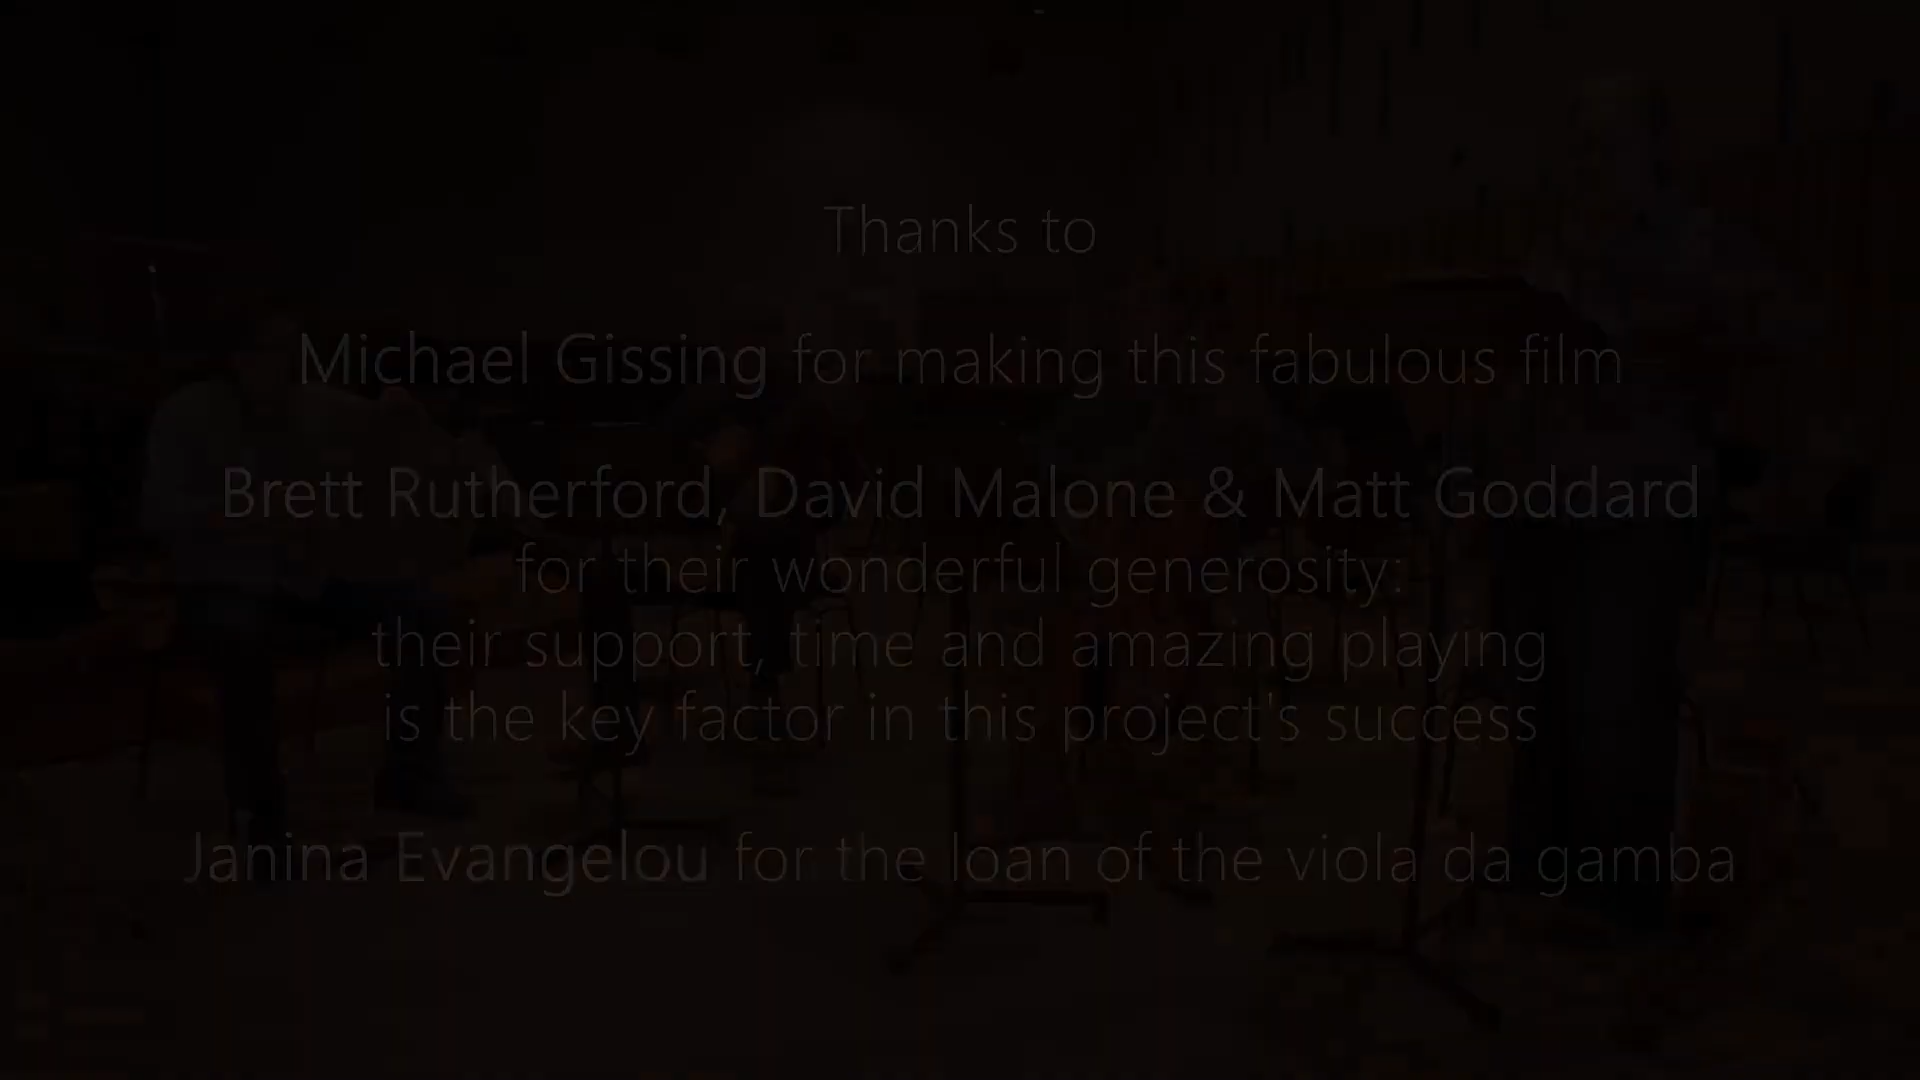 Thanks to
Michael Gissing for making this fabulous film
Brett Rutherford, David Malone & Matt Goddard
for their wonderful generosity:
their support, time and amazing playing
is the key factor in this project's success
Janina Evangelou for the loan of the viola da gamba